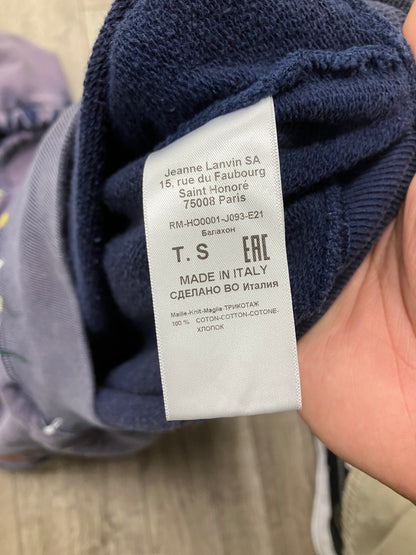 Jeanne Lanvin SA
15, rue du Faubourg
Saint Honoré
75008 Paris
RM-HO0001-J093-E21
Балахон
T. S EAC
MADE IN ITALY
СДЕЛАНО ВО Италия
Maille-Knit-Maglia-ТРИКОТАЖ
100 % COTON-COTTON-COTONE-
ХЛОПОК